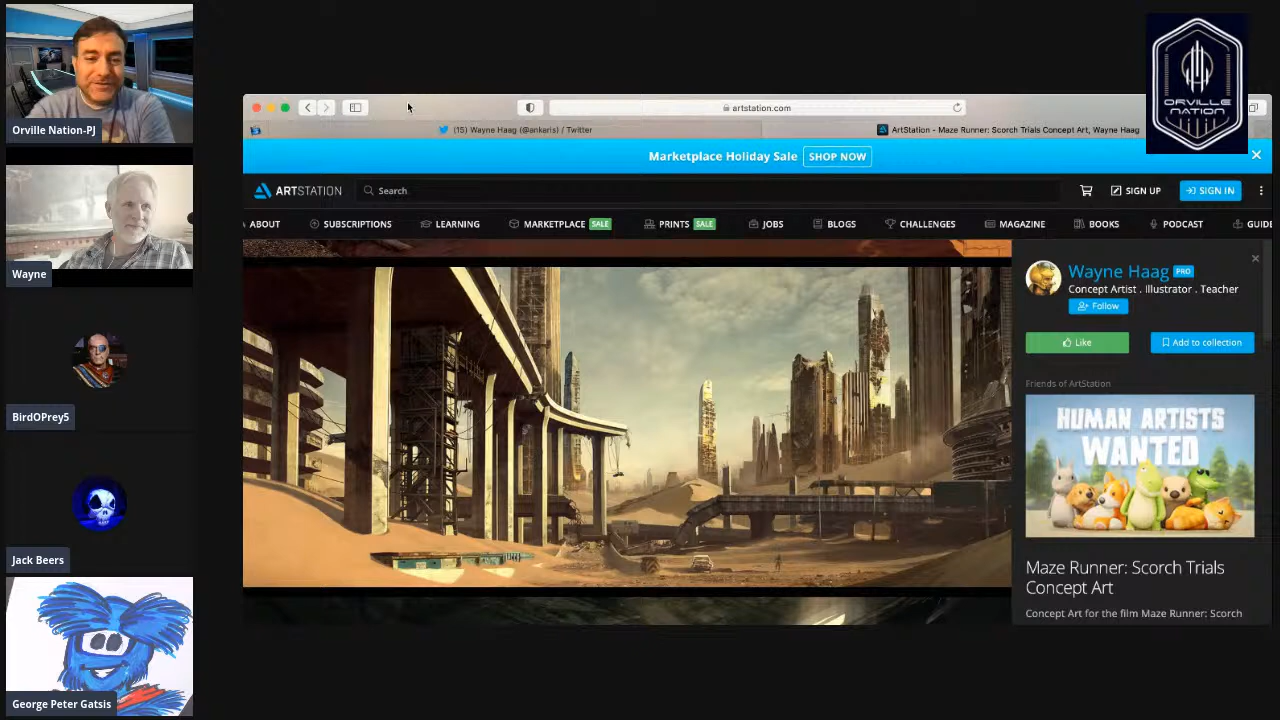 Orville Nation-PJ
Wayne
BirdOPrey5
Jack Beers
George Peter Gatsis
ORVILLE
NATION
artstation.com
(15) Wayne Haag (@ankaris) / Twitter
ArtStation - Maze Runner: Scorch Trials Concept Art, Wayne Haag
Marketplace Holiday Sale SHOP NOW
ARTSTATION Search SIGN UP SIGN IN
ABOUT SUBSCRIPTIONS LEARNING MARKETPLACE SALE PRINTS SALE JOBS BLOGS CHALLENGES MAGAZINE BOOKS PODCAST GUIDE
Wayne Haag PRO
Concept Artist . Illustrator . Teacher
Follow
Like Add to collection
Friends of ArtStation
HUMAN ARTISTS
WANTED
Maze Runner: Scorch Trials
Concept Art
Concept Art for the film Maze Runner: Scorch